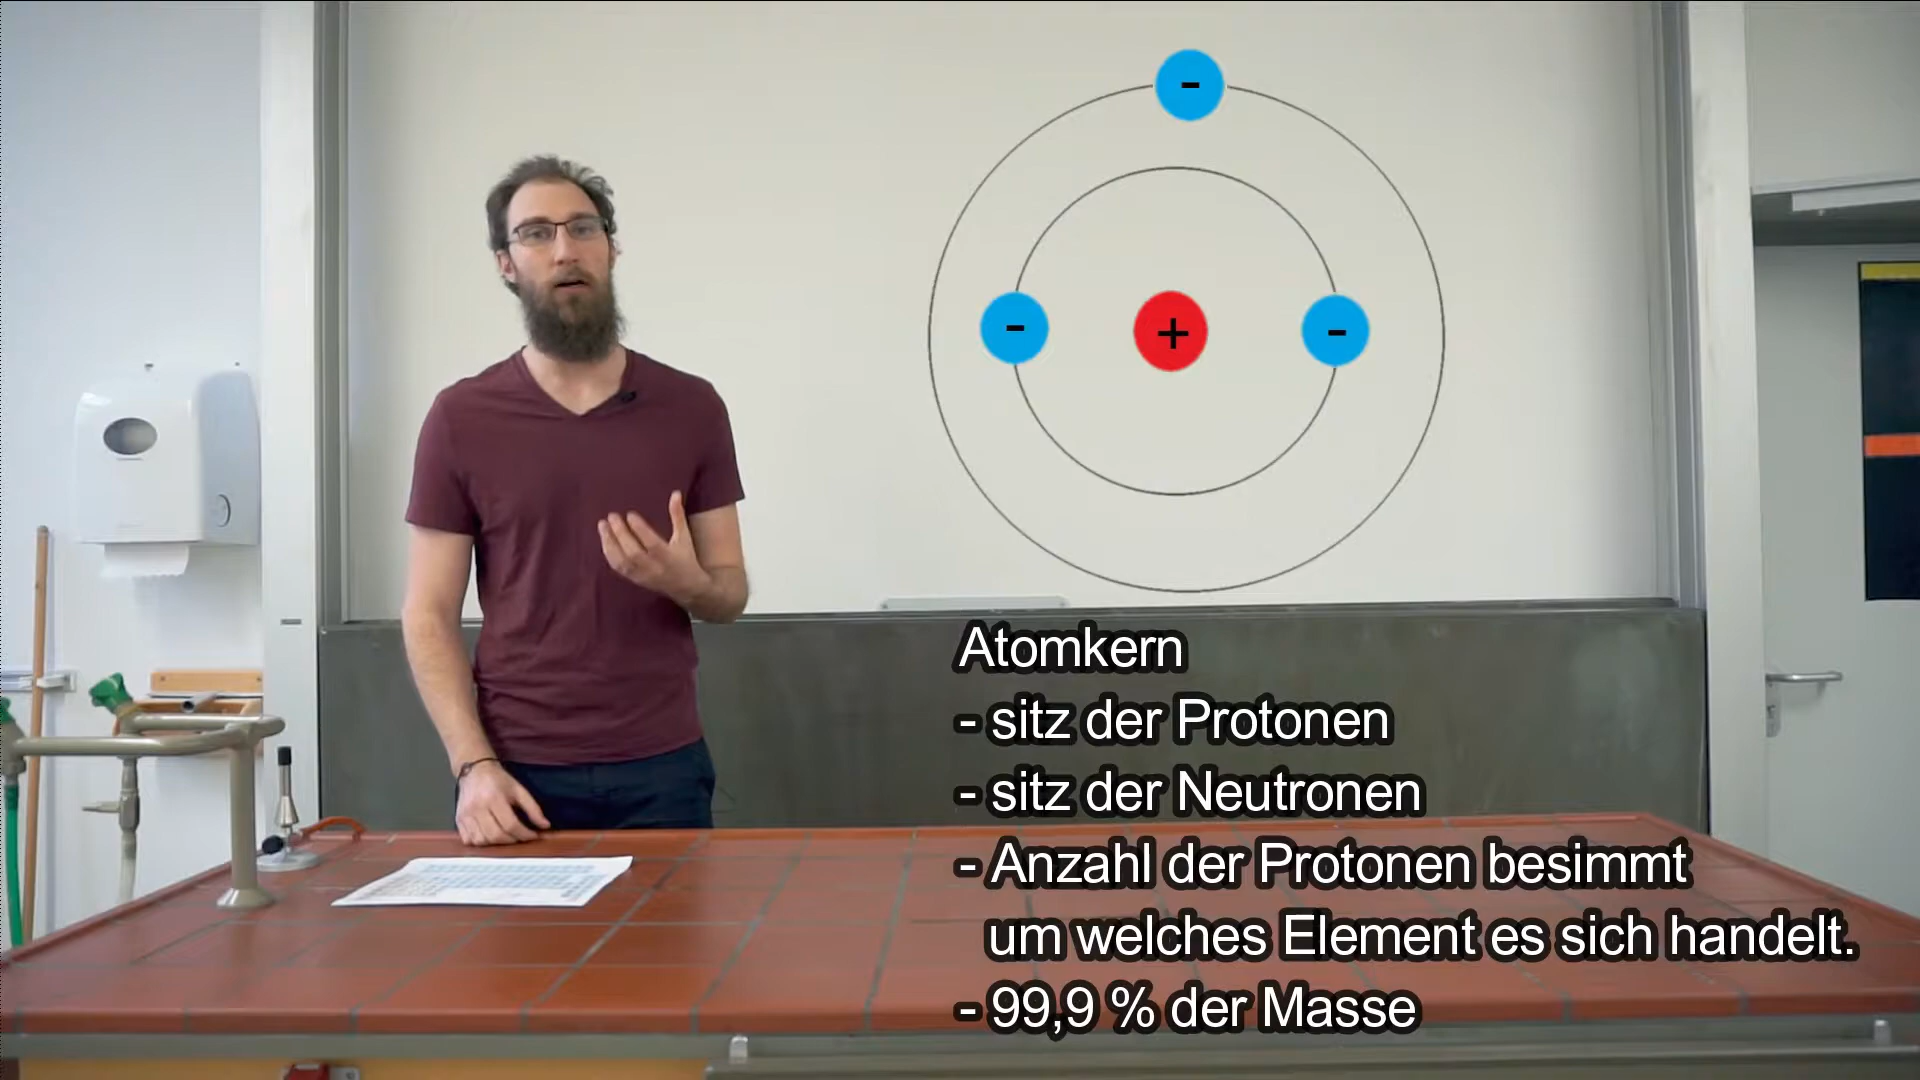 -
- + -
Atomkern
- sitz der Protonen
- sitz der Neutronen
- Anzahl der Protonen besimmt
um welches Element es sich handelt.
- 99,9 % der Masse